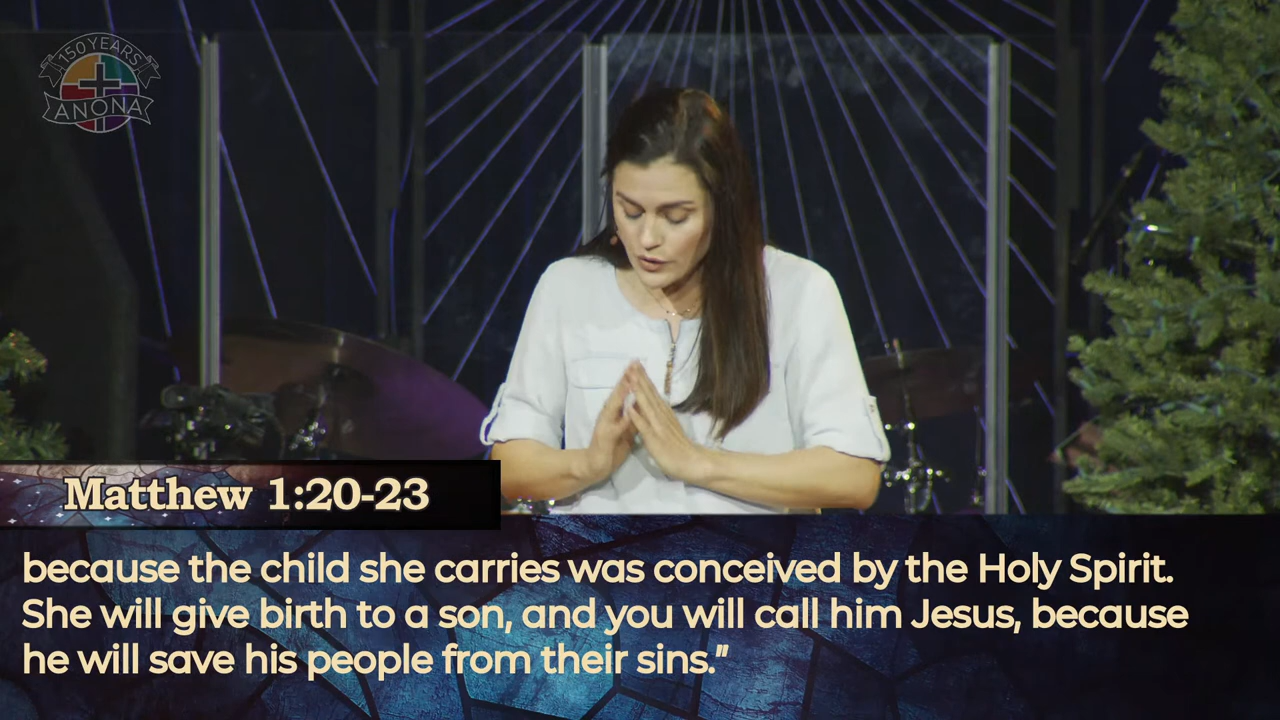 150 YEARS
ANONA
Matthew 1:20-23
because the child she carries was conceived by the Holy Spirit.
She will give birth to a son, and you will call him Jesus, because
he will save his people from their sins.”